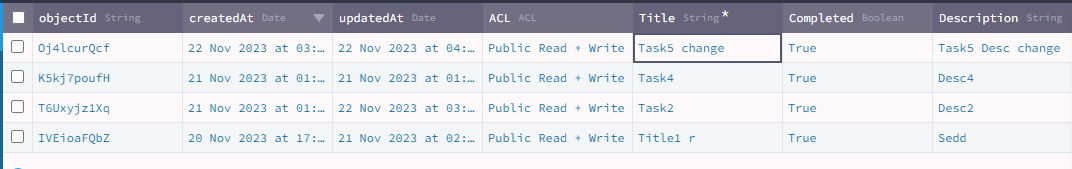 objectId String createdAt Date updatedAt Date ACL ACL Title String * Completed Boolean Description String
Oj4lcurQcf 22 Nov 2023 at 03:… 22 Nov 2023 at 04:… Public Read + Write Task5 change True Task5 Desc change
K5kj7poufH 21 Nov 2023 at 01:… 21 Nov 2023 at 01:… Public Read + Write Task4 True Desc4
T6Uxyjz1Xq 21 Nov 2023 at 01:… 22 Nov 2023 at 03:… Public Read + Write Task2 True Desc2
IVEioaFQbZ 20 Nov 2023 at 17:… 21 Nov 2023 at 02:… Public Read + Write Title1 r True Sedd